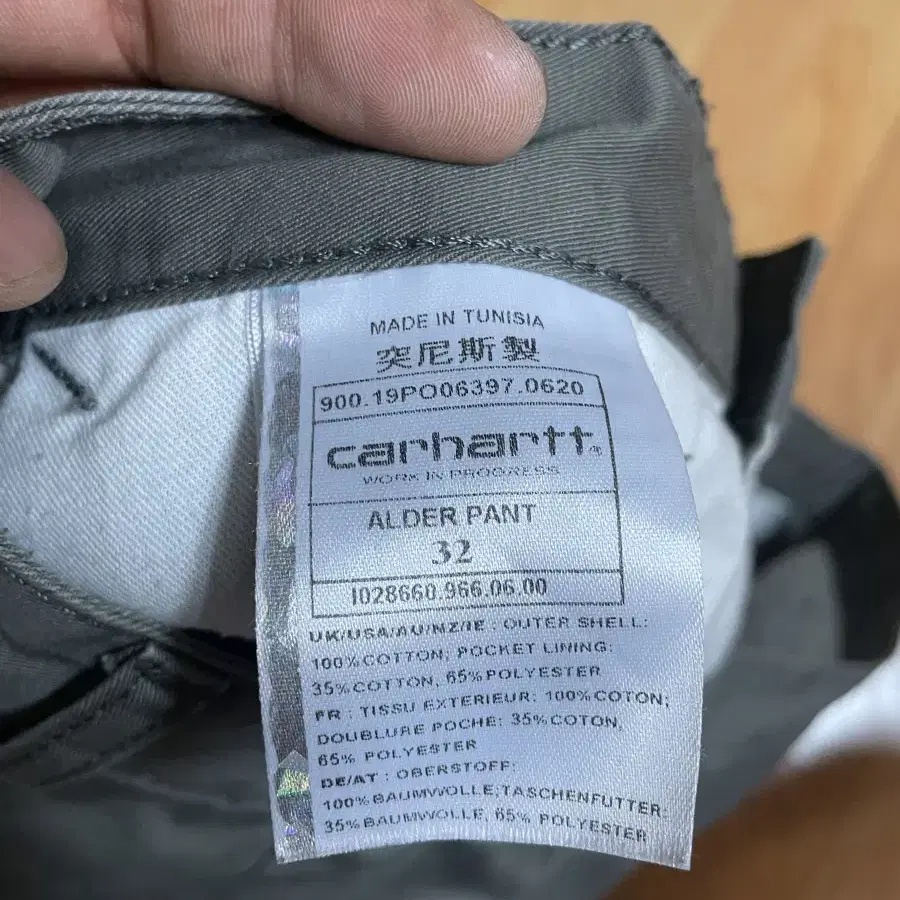 MADE IN TUNISIA
突尼斯製
900.19PO06397.0620
carhartt®
WORK IN PROGRESS
ALDER PANT
32
I028660.966.06.00
UK/USA/AU/NZ/IE : OUTER SHELL:
100%COTTON; POCKET LINING:
35%COTTON, 65%POLYESTER
FR : TISSU EXTERIEUR: 100%COTON;
DOUBLURE POCHE: 35%COTON,
65% POLYESTER
DE/AT : OBERSTOFF:
100%BAUMWOLLE;TASCHENFUTTER:
35%BAUMWOLLE, 65% POLYESTER